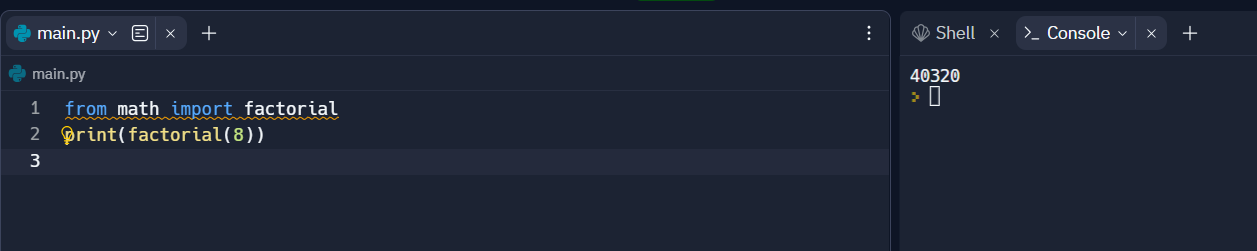 main.py
Shell
Console
main.py
1 from math import factorial
2 print(factorial(8))
3
40320